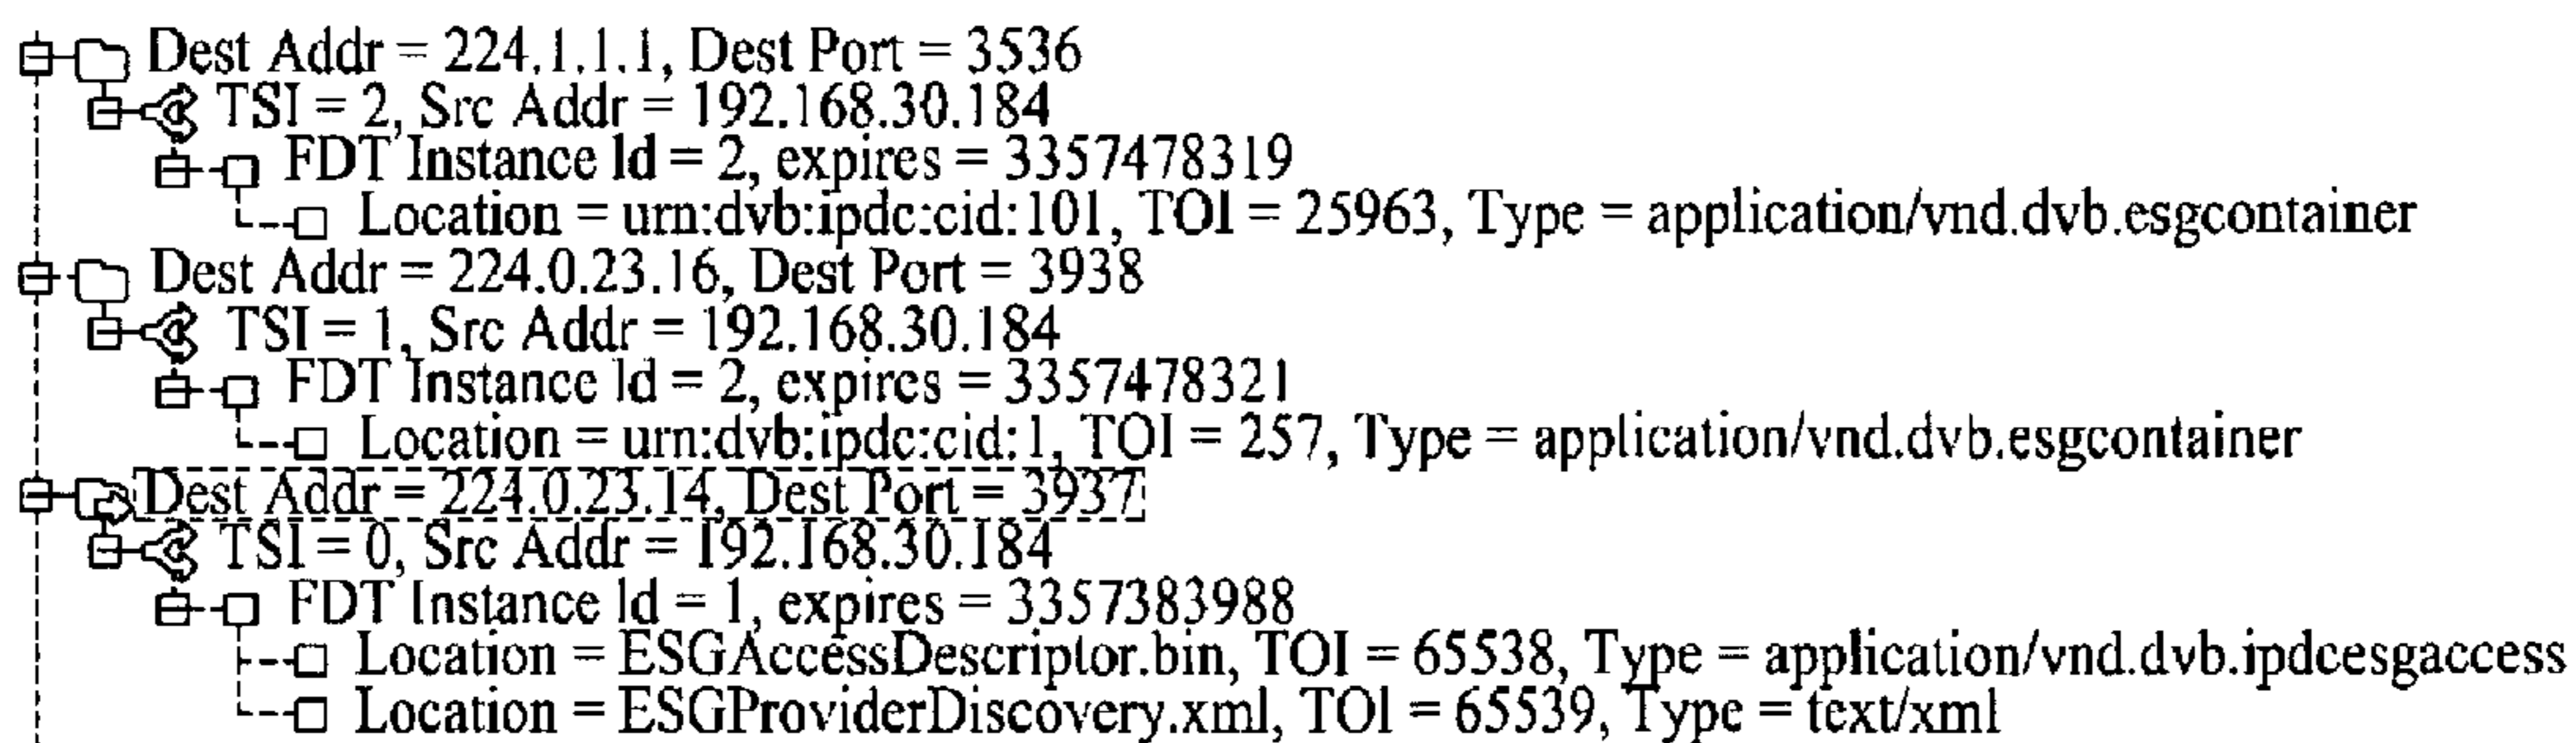 Dest Addr = 224.1.1.1, Dest Port = 3536
TSI = 2, Src Addr = 192.168.30.184
FDT Instance Id = 2, expires = 3357478319
Location = urn:dvb:ipdc:cid:101, TOI = 25963, Type = application/vnd.dvb.esgcontainer
Dest Addr = 224.0.23.16, Dest Port = 3938
TSI = 1, Src Addr = 192.168.30.184
FDT Instance Id = 2, expires = 3357478321
Location = urn:dvb:ipdc:cid:1, TOI = 257, Type = application/vnd.dvb.esgcontainer
Dest Addr = 224.0.23.14, Dest Port = 3937
TSI = 0, Src Addr = 192.168.30.184
FDT Instance Id = 1, expires = 3357383988
Location = ESGAccessDescriptor.bin, TOI = 65538, Type = application/vnd.dvb.ipdcesgaccess
Location = ESGProviderDiscovery.xml, TOI = 65539, Type = text/xml